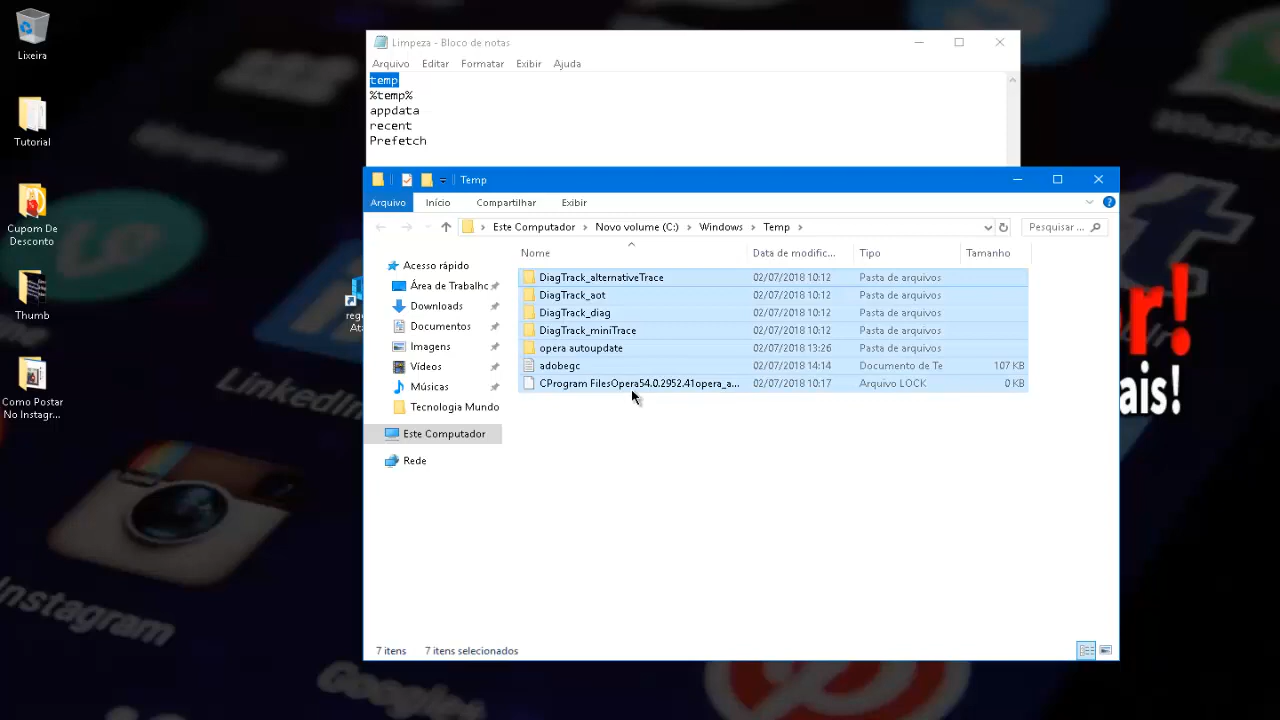 Lixeira
Tutorial
Cupom De
Desconto
Thumb
Como Postar
No Instagr...
Limpeza - Bloco de notas
Arquivo Editar Formatar Exibir Ajuda
temp
%temp%
appdata
recent
Prefetch
Temp
Arquivo Início Compartilhar Exibir
Este Computador Novo volume (C:) Windows Temp
Pesquisar ...
Acesso rápido
Área de Trabalhc
Downloads
Documentos
Imagens
Vídeos
Músicas
Tecnologia Mundo
Este Computador
Rede
Nome Data de modific... Tipo Tamanho
DiagTrack_alternativeTrace 02/07/2018 10:12 Pasta de arquivos
DiagTrack_aot 02/07/2018 10:12 Pasta de arquivos
DiagTrack_diag 02/07/2018 10:12 Pasta de arquivos
DiagTrack_miniTrace 02/07/2018 10:12 Pasta de arquivos
opera autoupdate 02/07/2018 13:26 Pasta de arquivos
adobegc 02/07/2018 14:14 Documento de Te 107 KB
CProgram FilesOpera54.0.2952.41opera_a... 02/07/2018 10:17 Arquivo LOCK 0 KB
7 itens 7 itens selecionados
LinkedIn
Instagram
Google
r!
ais!